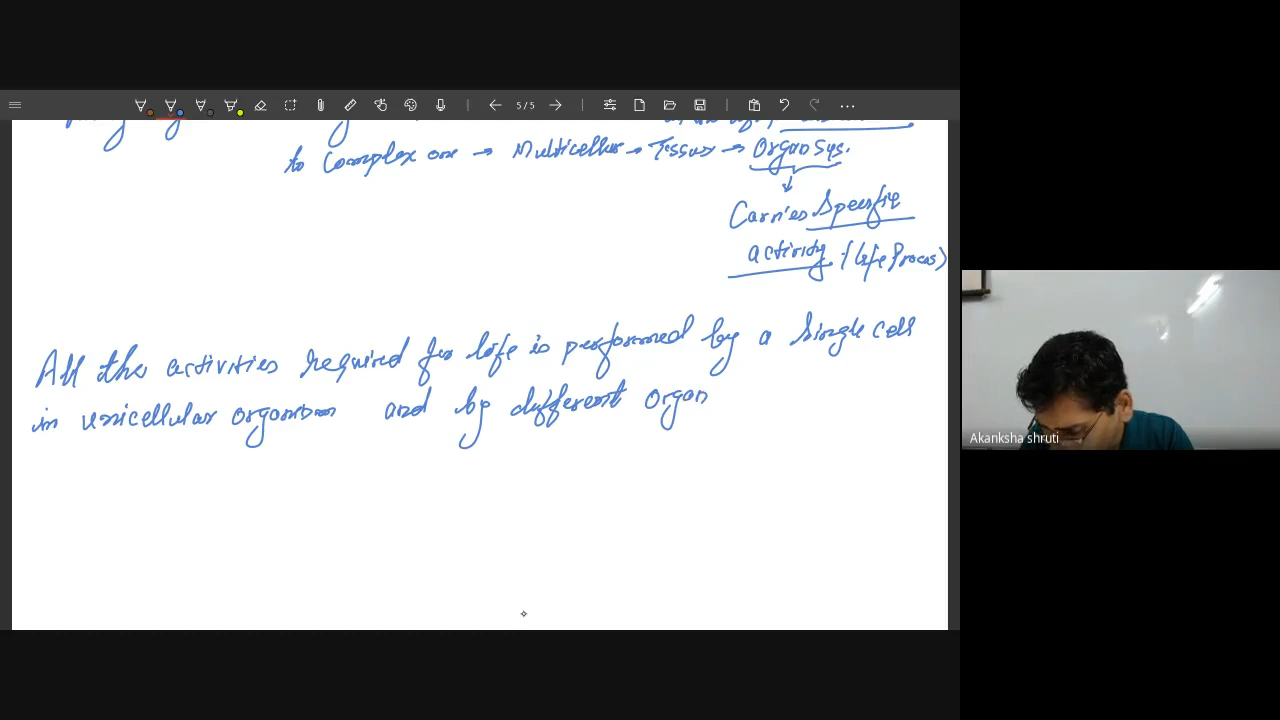 5/5
to Complex one → Multicellular → Tissues → Organ Sys.
↓
Carries Specific
activity. (life Process)
All the activities required for life is performed by a single cell
in unicellular organism and by different organ
Akanksha shruti